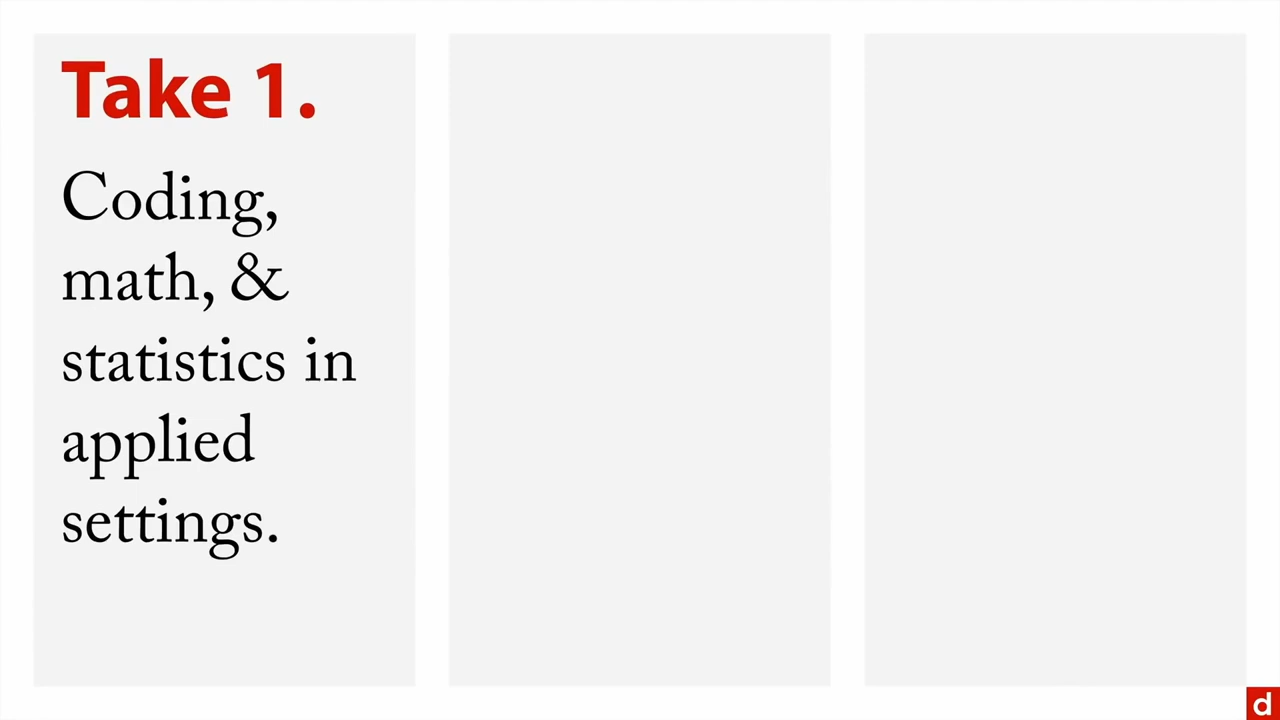 Take 1.
Coding,
math, &
statistics in
applied
settings.
d